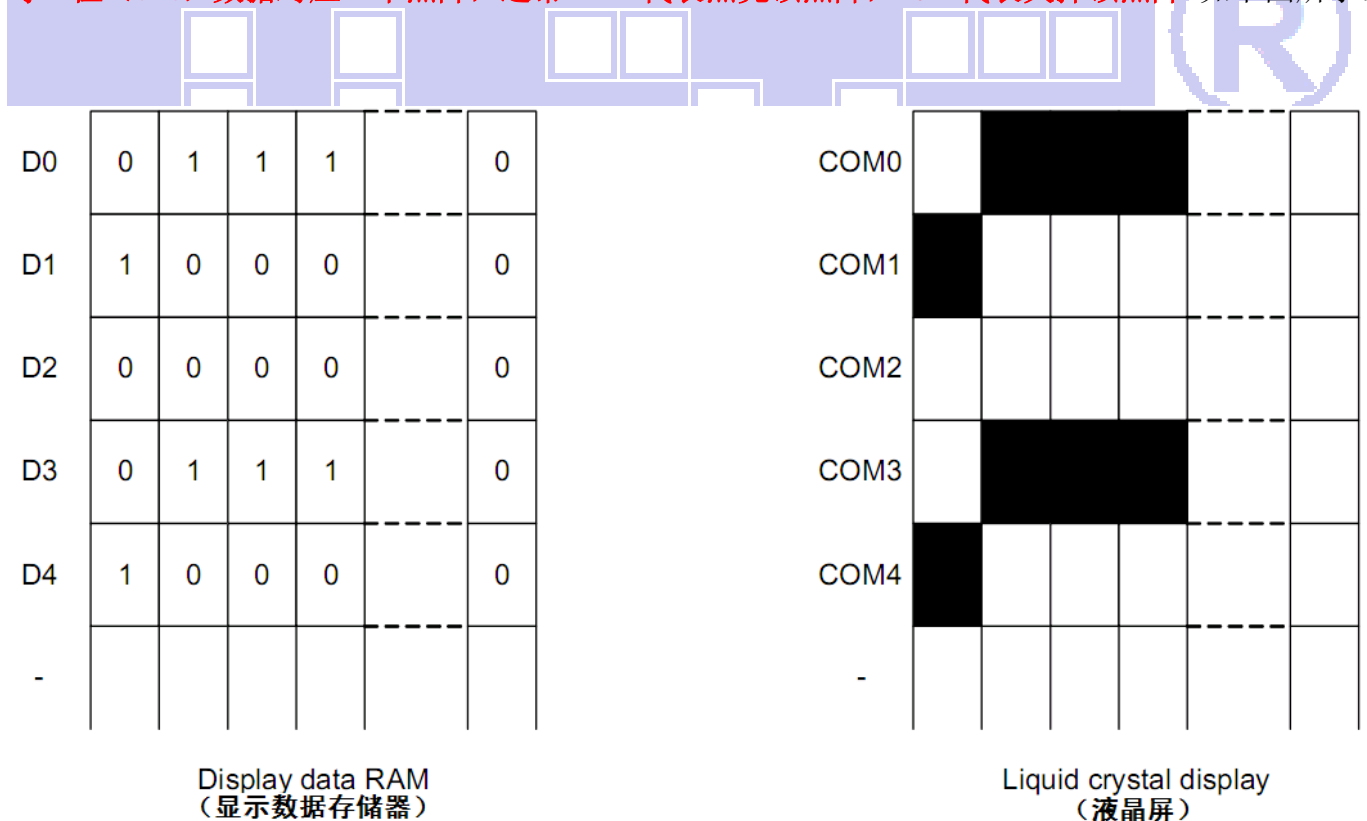 D0 0 1 1 1 0
D1 1 0 0 0 0
D2 0 0 0 0 0
D3 0 1 1 1 0
D4 1 0 0 0 0
-
COM0
COM1
COM2
COM3
COM4
-
Display data RAM
（显示数据存储器）
Liquid crystal display
（液晶屏）
R